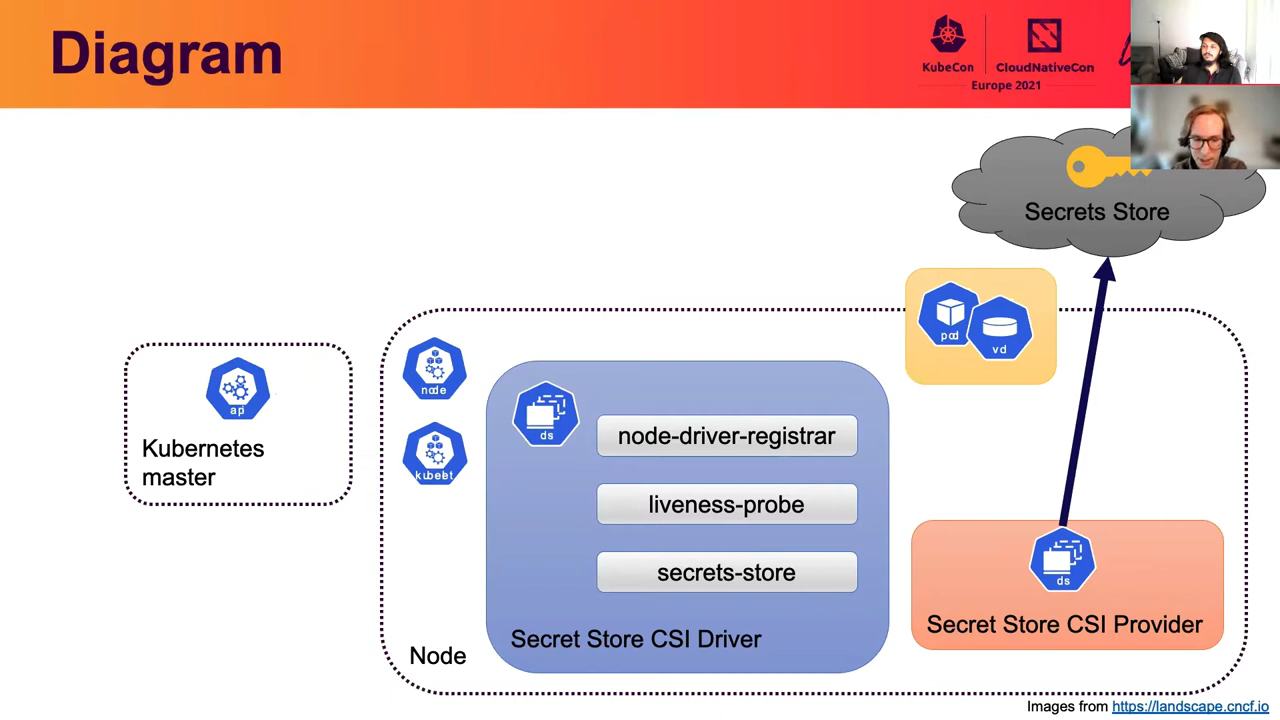 Diagram
KubeCon
CloudNativeCon
Europe 2021
Secrets Store
pod
vd
node
api
kubelet
ds
node-driver-registrar
Kubernetes
master
liveness-probe
secrets-store
ds
Secret Store CSI Provider
Secret Store CSI Driver
Node
Images from https://landscape.cncf.io